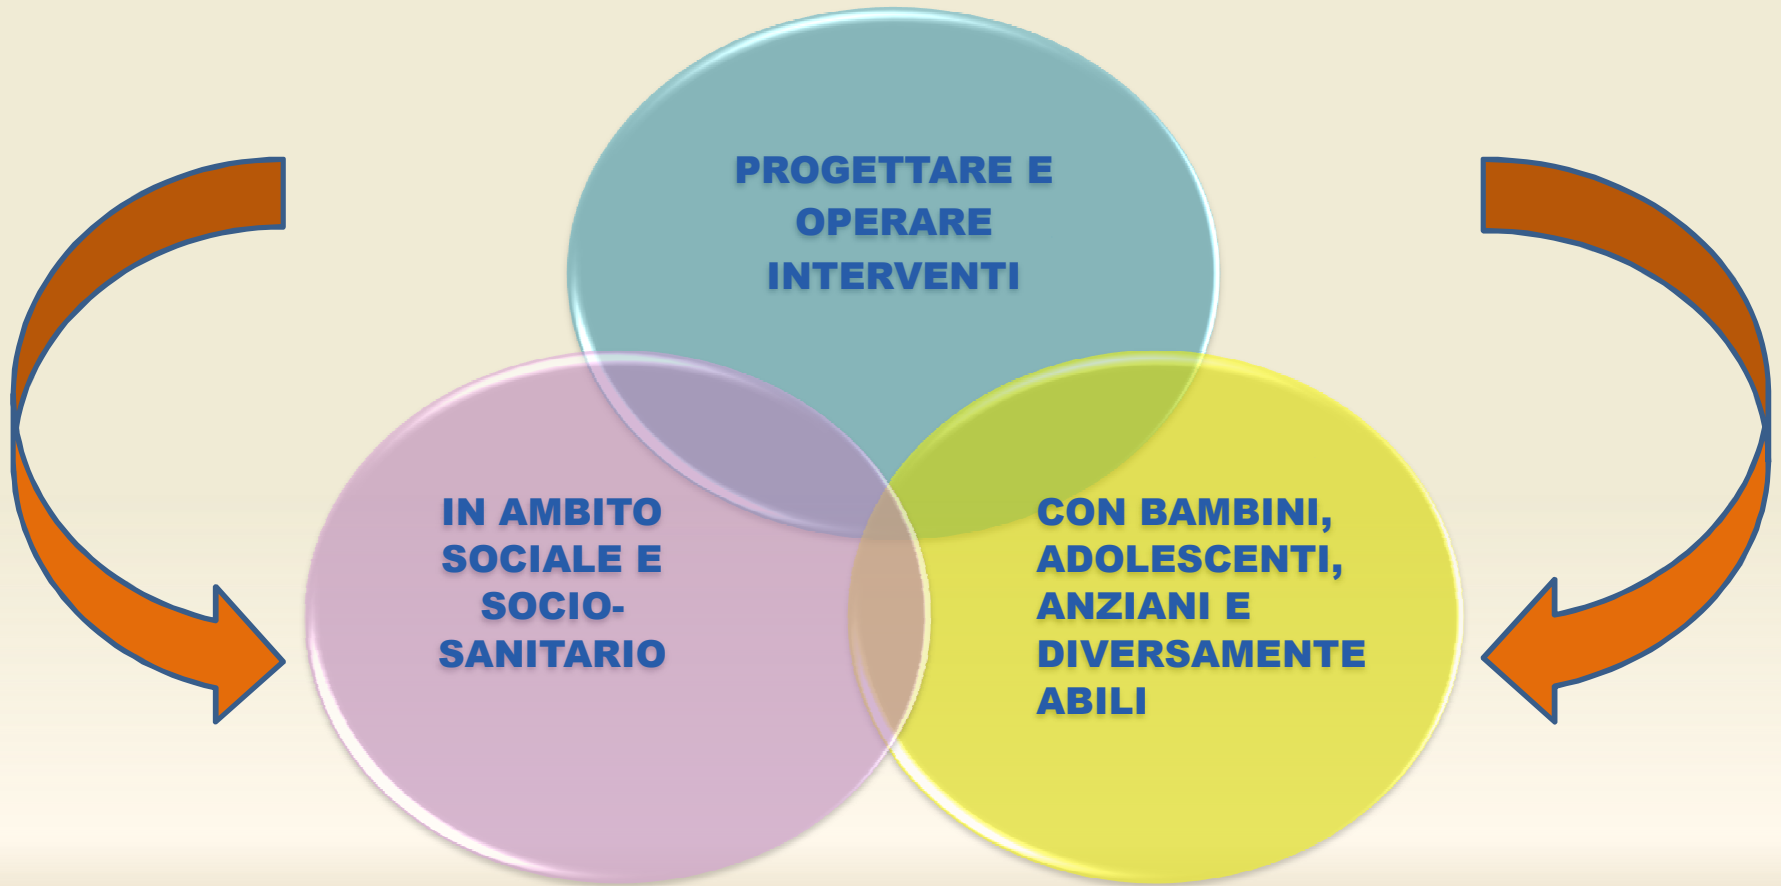 PROGETTARE E
OPERARE
INTERVENTI
IN AMBITO
SOCIALE E
SOCIO-
SANITARIO
CON BAMBINI,
ADOLESCENTI,
ANZIANI E
DIVERSAMENTE
ABILI